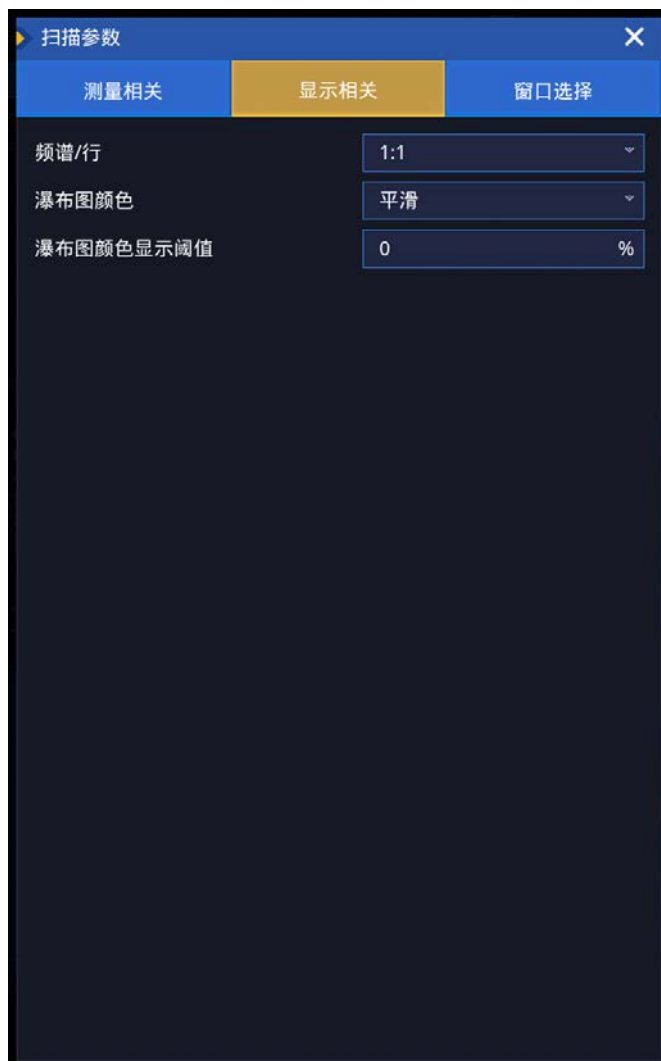 扫描参数
测量相关 显示相关 窗口选择
频谱/行 1:1
瀑布图颜色 平滑
瀑布图颜色显示阈值 0 %